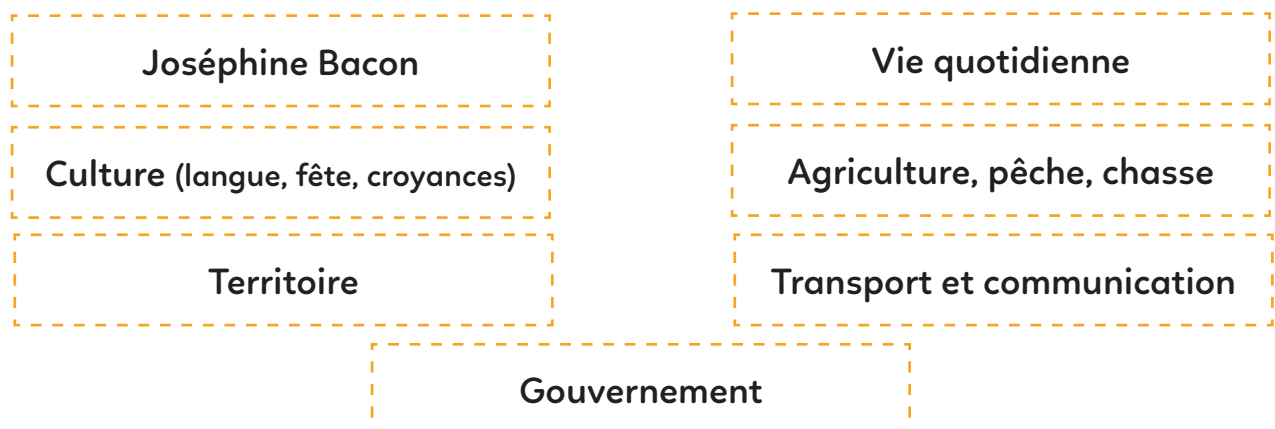 Joséphine Bacon
Vie quotidienne
Culture (langue, fête, croyances)
Agriculture, pêche, chasse
Territoire
Transport et communication
Gouvernement